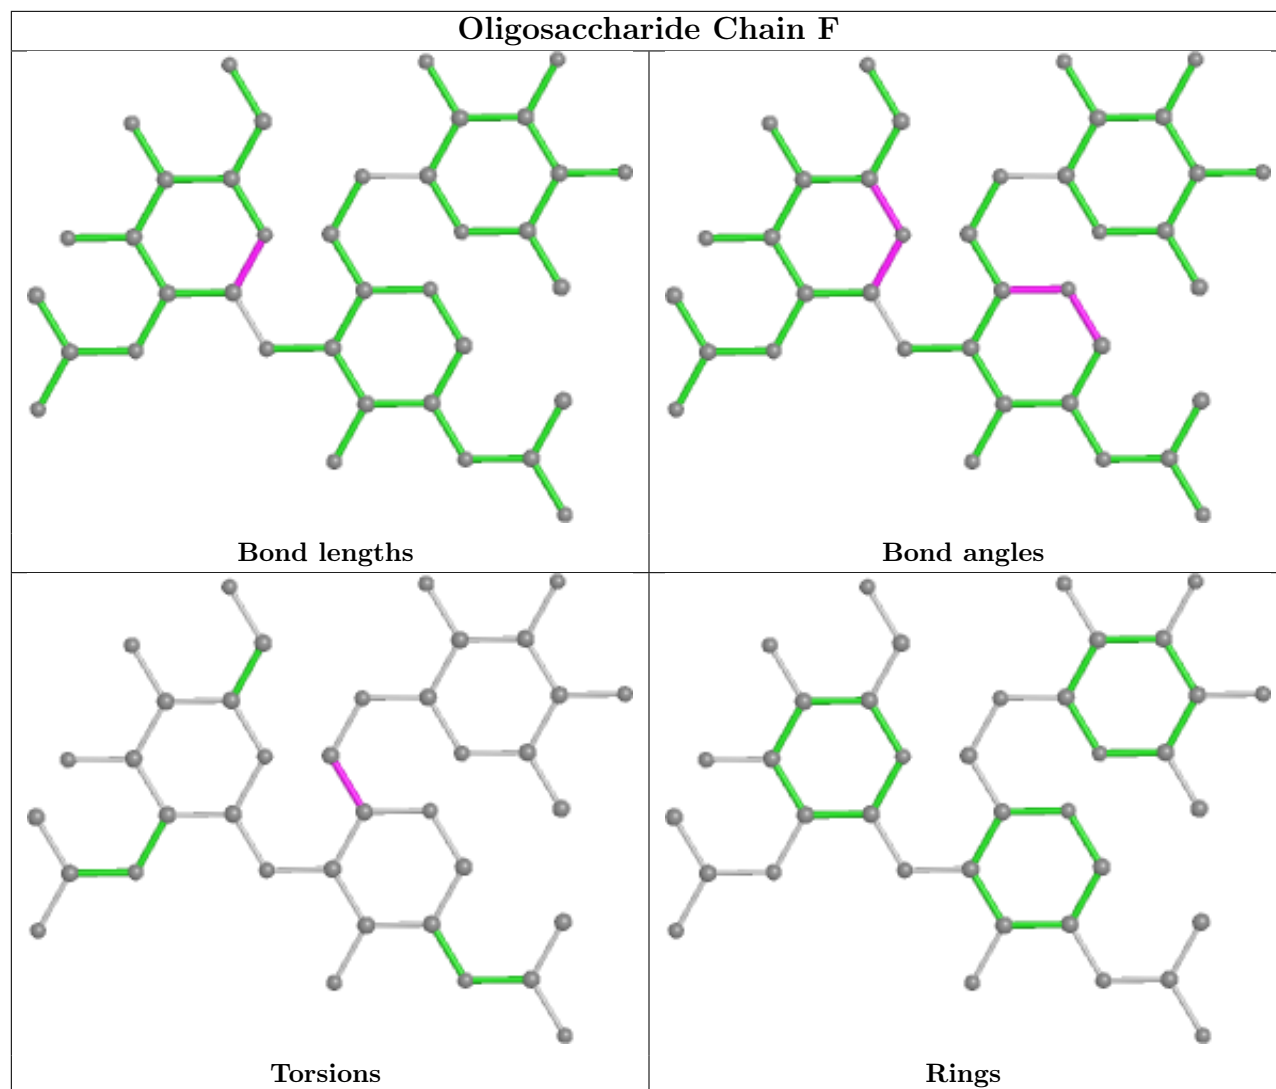 Oligosaccharide Chain F
Bond lengths
Bond angles
Torsions
Rings